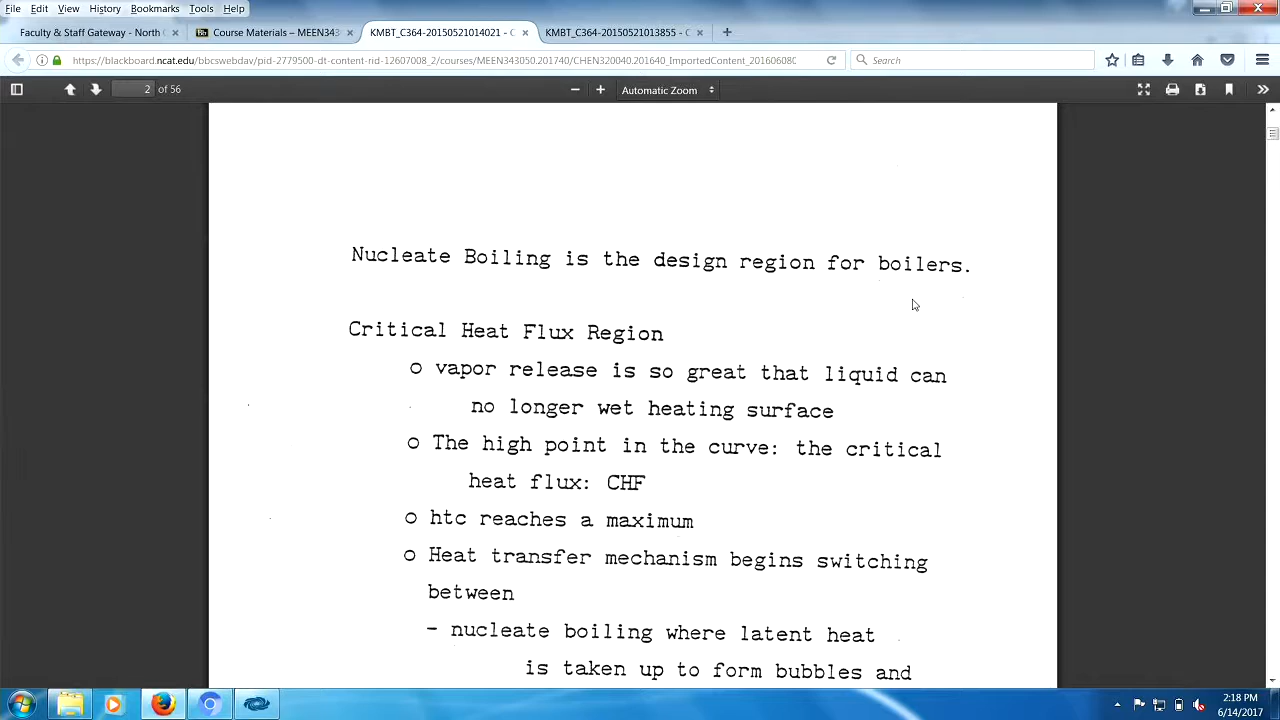 File Edit View History Bookmarks Tools Help
Faculty & Staff Gateway - North C
Bb Course Materials – MEEN343
KMBT_C364-20150521014021 - C
KMBT_C364-20150521013855 - C
https://blackboard.ncat.edu/bbcswebdav/pid-2779500-dt-content-rid-12607008_2/courses/MEEN343050.201740/CHEN320040.201640_ImportedContent_201606080
Search
2 of 56
Automatic Zoom
Nucleate Boiling is the design region for boilers.
Critical Heat Flux Region
o vapor release is so great that liquid can
no longer wet heating surface
o The high point in the curve: the critical
heat flux: CHF
o htc reaches a maximum
o Heat transfer mechanism begins switching
between
- nucleate boiling where latent heat
is taken up to form bubbles and
2:18 PM
6/14/2017